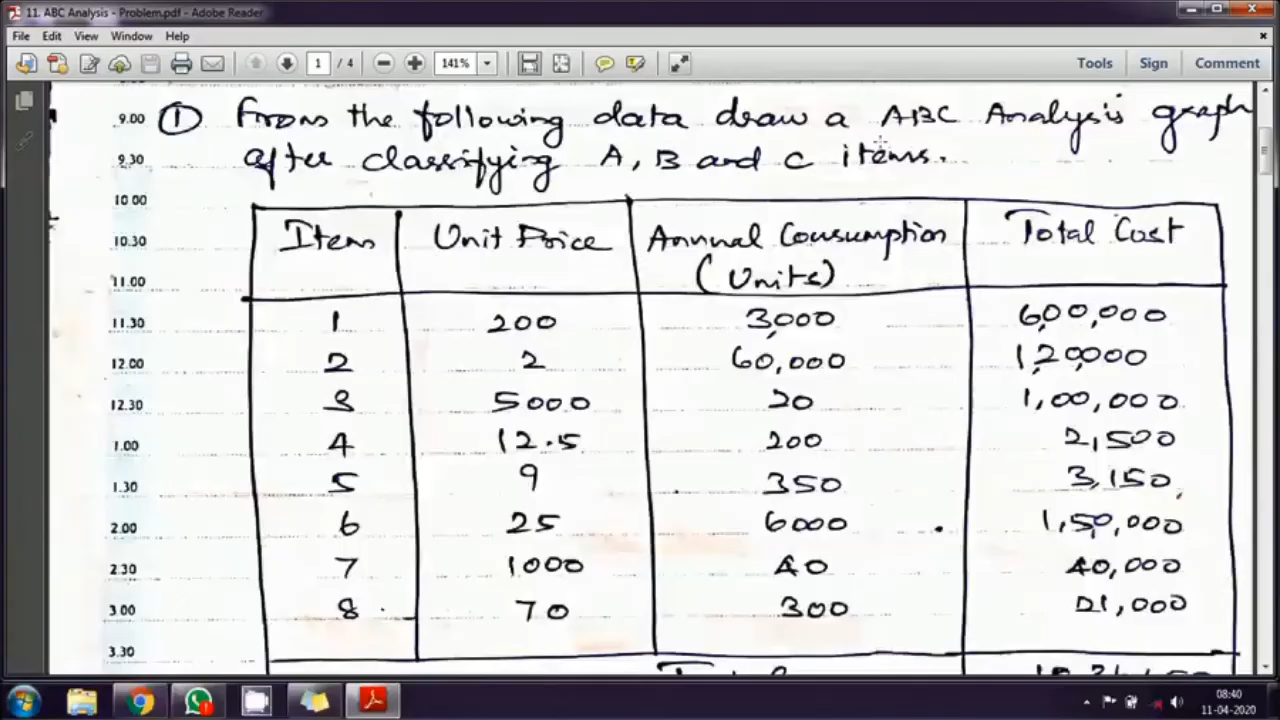 11. ABC Analysis - Problem.pdf - Adobe Reader
File Edit View Window Help
1 / 4 141% Tools Sign Comment
9.00 ① From the following data draw a ABC Analysis graph
9.30 after classifying A, B and C items.
10.00
10.30 Item Unit Price Annual Consumption Total Cost
11.00 (Units)
11.30 1 200 3,000 6,00,000
12.00 2 2 60,000 1,20,000
12.30 3 5000 20 1,00,000
1.00 4 12.5 200 2,500
1.30 5 9 350 3,150
2.00 6 25 6000 1,50,000
2.30 7 1000 40 40,000
3.00 8 70 300 21,000
3.30
08:40
11-04-2020